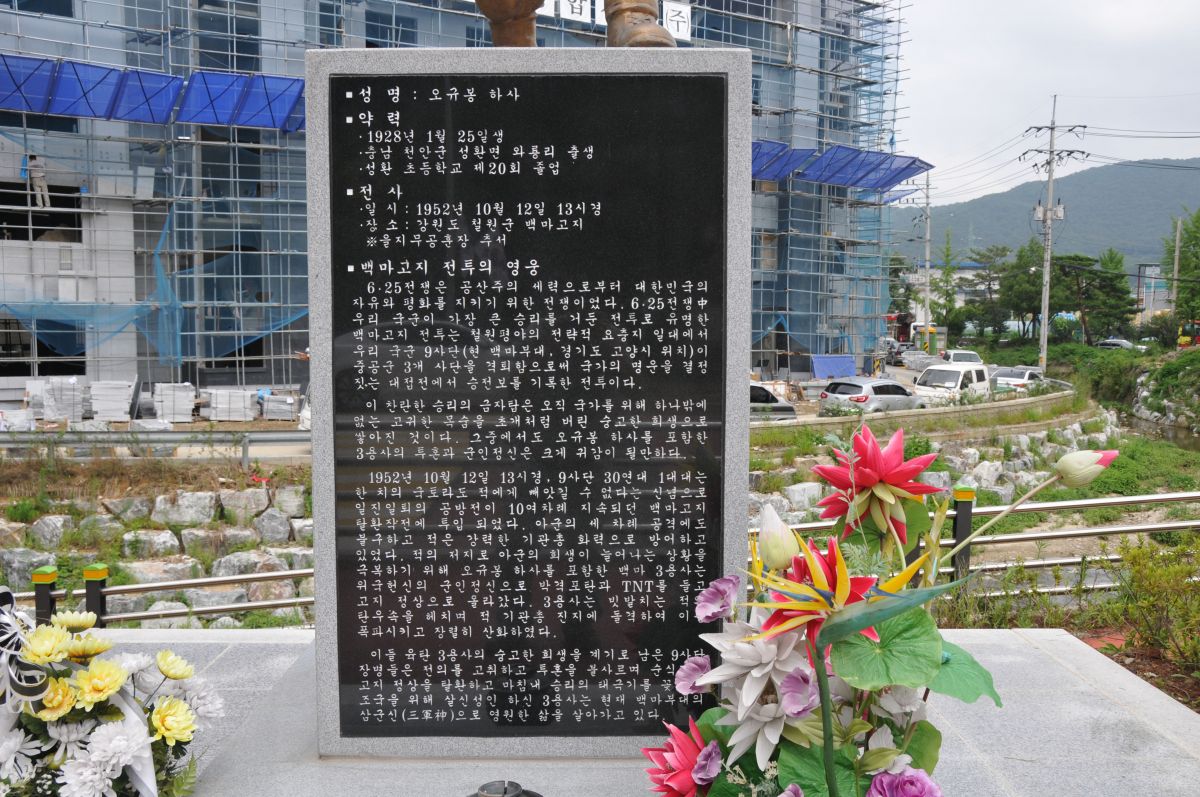 합
㈜
▪성 명 : 오규봉 하사
▪약 력
·1928년 1월 25일생
·충남 천안군 성환면 와룡리 출생
·성환 초등학교 제20회 졸업
▪전 사
·일 시 : 1952년 10월 12일 13시경
·장 소 : 강원도 철원군 백마고지
※을지무공훈장 추서
▪백마고지 전투의 영웅
6·25전쟁은 공산주의 세력으로부터 대한민국의
자유와 평화를 지키기 위한 전쟁이었다. 6·25전쟁中
우리 국군이 가장 큰 승리를 거둔 전투로 유명한
백마고지 전투는 철원평야의 전략적 요충지 일대에서
우리 국군 9사단(현 백마부대, 경기도 고양시 위치)이
중공군 3개 사단을 격퇴함으로써 국가의 명운을 결정
짓는 대접전에서 승전보를 기록한 전투이다.
이 찬란한 승리의 금자탑은 오직 국가를 위해 하나밖에
없는 고귀한 목숨을 초개처럼 버린 숭고한 희생으로
쌓아진 것이다. 그중에서도 오규봉 하사를 포함한
3용사의 특훈과 군인정신은 크게 귀감이 될만하다.
1952년 10월 12일 13시경, 9사단 30연대 1대대는
한 치의 국토라도 적에게 빼앗길 수 없다는 신념으로
일진일퇴의 공방전이 10여차례 지속되던 백마고지
탈환작전에 투입 되었다. 아군의 세 차례 공격에도
불구하고 적은 강력한 기관총 화력으로 방어하고
있었다. 적의 저지로 아군의 희생이 늘어나는 상황을
극복하기 위해 오규봉 하사를 포함한 백마 3용사는
위국헌신의 군인정신으로 박격포탄과 TNT를 들고
고지 정상으로 올라갔다. 3용사는 빗발치는 적
탄우속을 헤치며 적 기관총 진지에 돌격하여 이
폭파시키고 장렬히 산화하였다.
이들 육탄 3용사의 숭고한 희생을 계기로 남은 9사단
장병들은 전의를 고취하고 특혼을 불사르며
고지 정상을 탈환하고 마침내 승리의 태극기를
조국을 위해 살신성인 하신 3용사는 현재 백마부대의
삼군신(三軍神)으로 영원한 삶을 살아가고 있다.